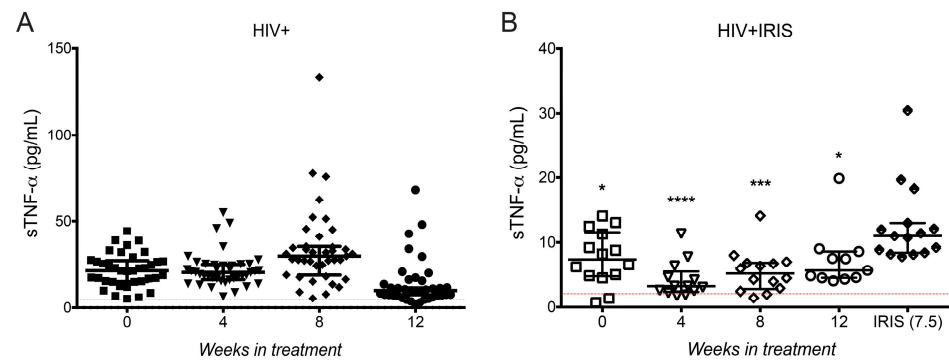 A
HIV+
150
100
50
0
sTNF-α (pg/mL)
0 4 8 12
Weeks in treatment
B
HIV+IRIS
40
30
20
10
0
sTNF-α (pg/mL)
* **** *** *
0 4 8 12 IRIS (7.5)
Weeks in treatment